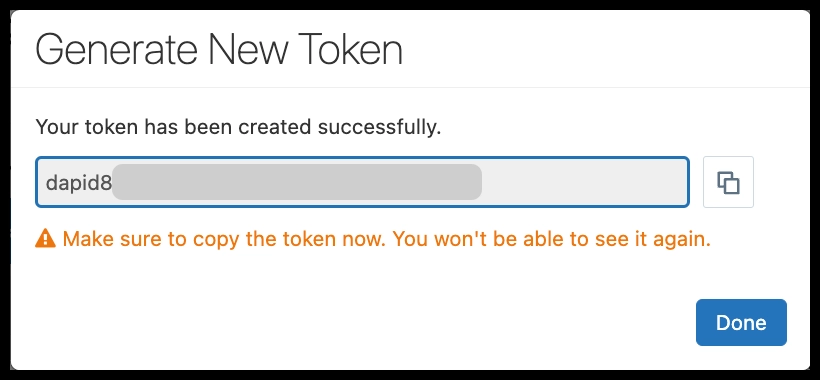 Generate New Token
Your token has been created successfully.
dapid8
Make sure to copy the token now. You won't be able to see it again.
Done